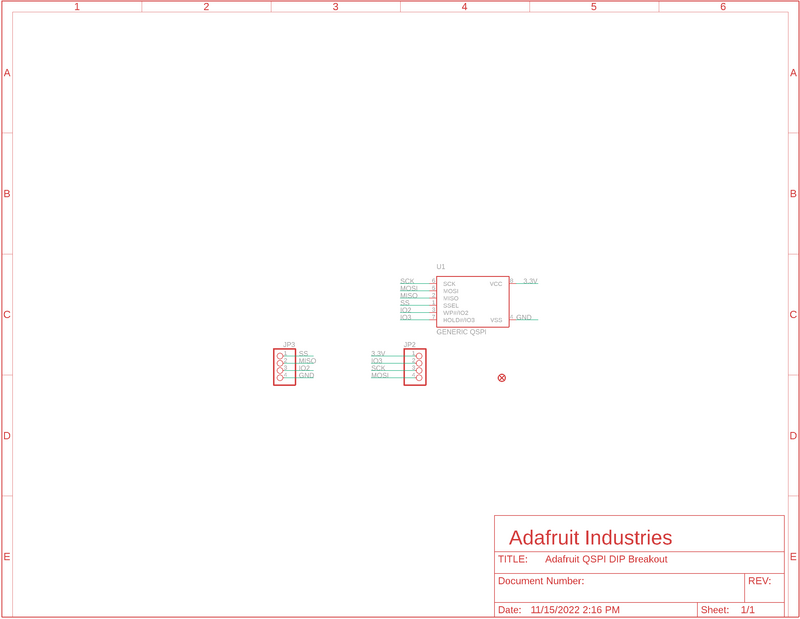 1 2 3 4 5 6
A A
B B
U1
SCK 6 SCK VCC 8 3.3V
MOSI 5 MOSI
MISO 2 MISO
SS 1 SSEL
IO2 3 WP#/IO2
IO3 7 HOLD#/IO3 VSS 4 GND
C C
GENERIC QSPI
JP3 JP2
1 SS 3.3V 1
2 MISO IO3 2
3 IO2 SCK 3
4 GND MOSI 4
D D
Adafruit Industries
E TITLE: Adafruit QSPI DIP Breakout E
Document Number: REV:
Date: 11/15/2022 2:16 PM Sheet: 1/1